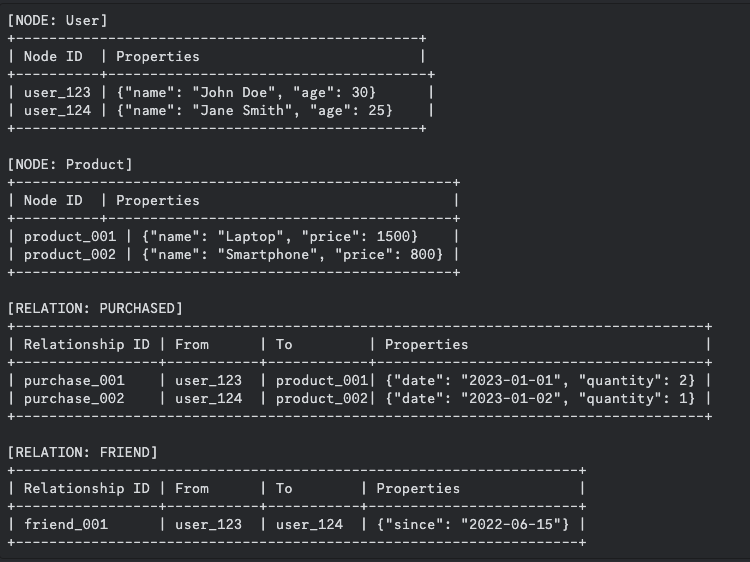 [NODE: User]
+------------------------------------------------+
| Node ID  | Properties                          |
+----------+--------------------------------------+
| user_123 | {"name": "John Doe", "age": 30}      |
| user_124 | {"name": "Jane Smith", "age": 25}    |
+------------------------------------------------+
[NODE: Product]
+----------------------------------------------------+
| Node ID  | Properties                              |
+----------+-----------------------------------------+
| product_001 | {"name": "Laptop", "price": 1500}    |
| product_002 | {"name": "Smartphone", "price": 800} |
+----------------------------------------------------+
[RELATION: PURCHASED]
+----------------------------------------------------------------------------------+
| Relationship ID | From      | To         | Properties                            |
+-----------------+-----------+------------+---------------------------------------+
| purchase_001    | user_123  | product_001| {"date": "2023-01-01", "quantity": 2} |
| purchase_002    | user_124  | product_002| {"date": "2023-01-02", "quantity": 1} |
+----------------------------------------------------------------------------------+
[RELATION: FRIEND]
+-------------------------------------------------------------------+
| Relationship ID | From      | To        | Properties              |
+-----------------+-----------+-----------+-------------------------+
| friend_001      | user_123  | user_124  | {"since": "2022-06-15"} |
+-------------------------------------------------------------------+